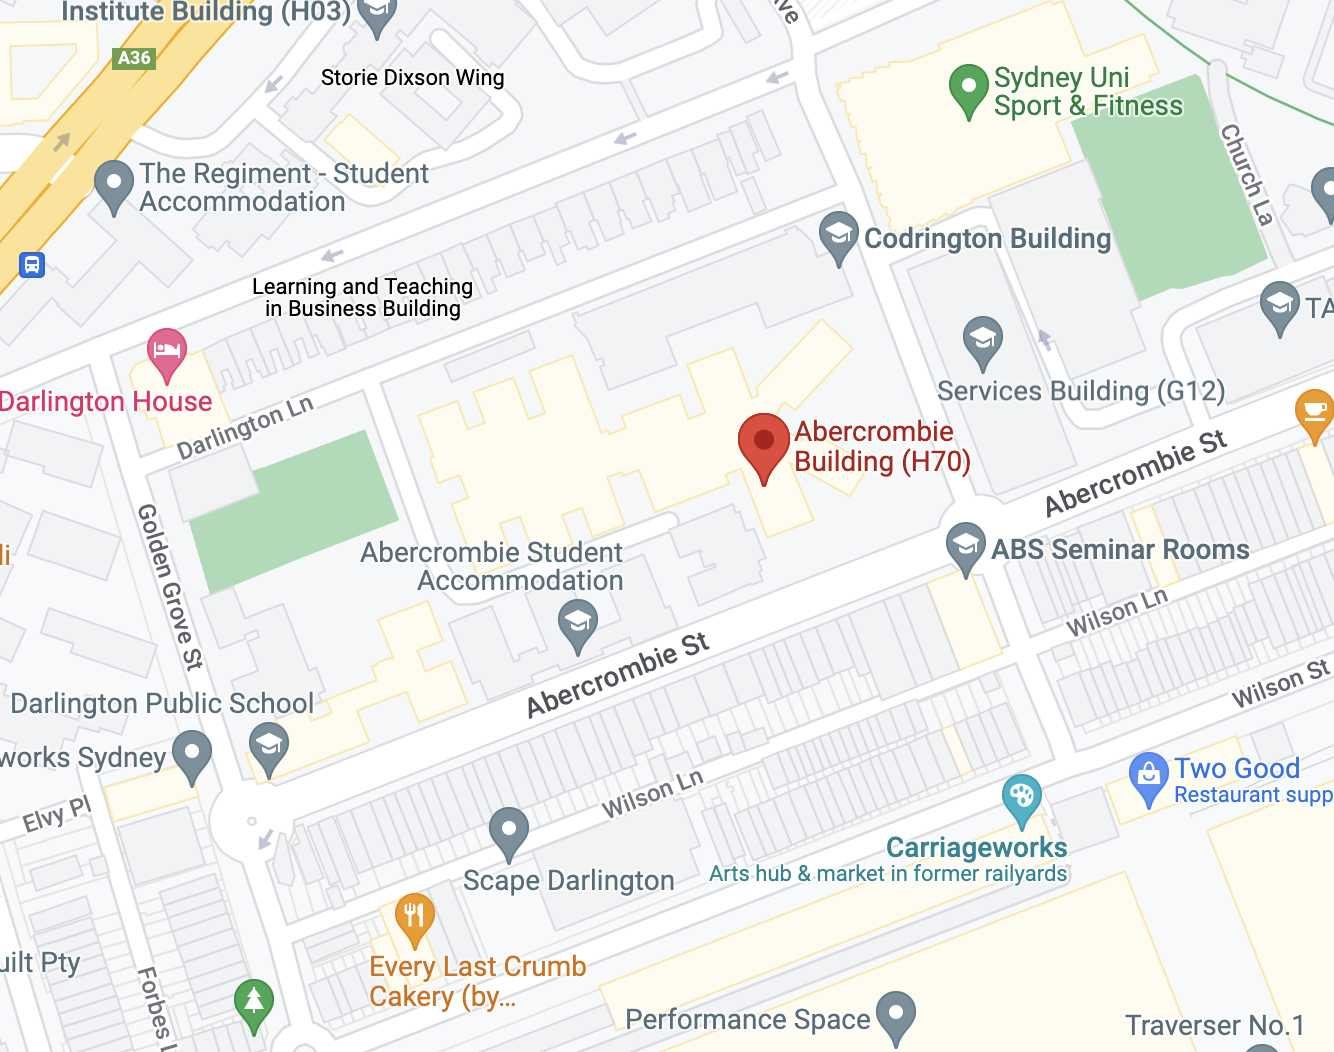 Institute Building (H03)
ve
A36
Storie Dixson Wing
Sydney Uni
Sport & Fitness
Church La
The Regiment - Student
Accommodation
Codrington Building
Learning and Teaching
in Business Building
TA
Services Building (G12)
Darlington House
Darlington Ln
Abercrombie
Building (H70)
Abercrombie St
Golden Grove St
li
Abercrombie Student
Accommodation
ABS Seminar Rooms
Wilson Ln
Abercrombie St
Wilson St
Darlington Public School
works Sydney
Two Good
Restaurant supp
Elvy Pl
Wilson Ln
Carriageworks
Arts hub & market in former railyards
Scape Darlington
uilt Pty
Every Last Crumb
Cakery (by...
Forbes L
Performance Space
Traverser No.1